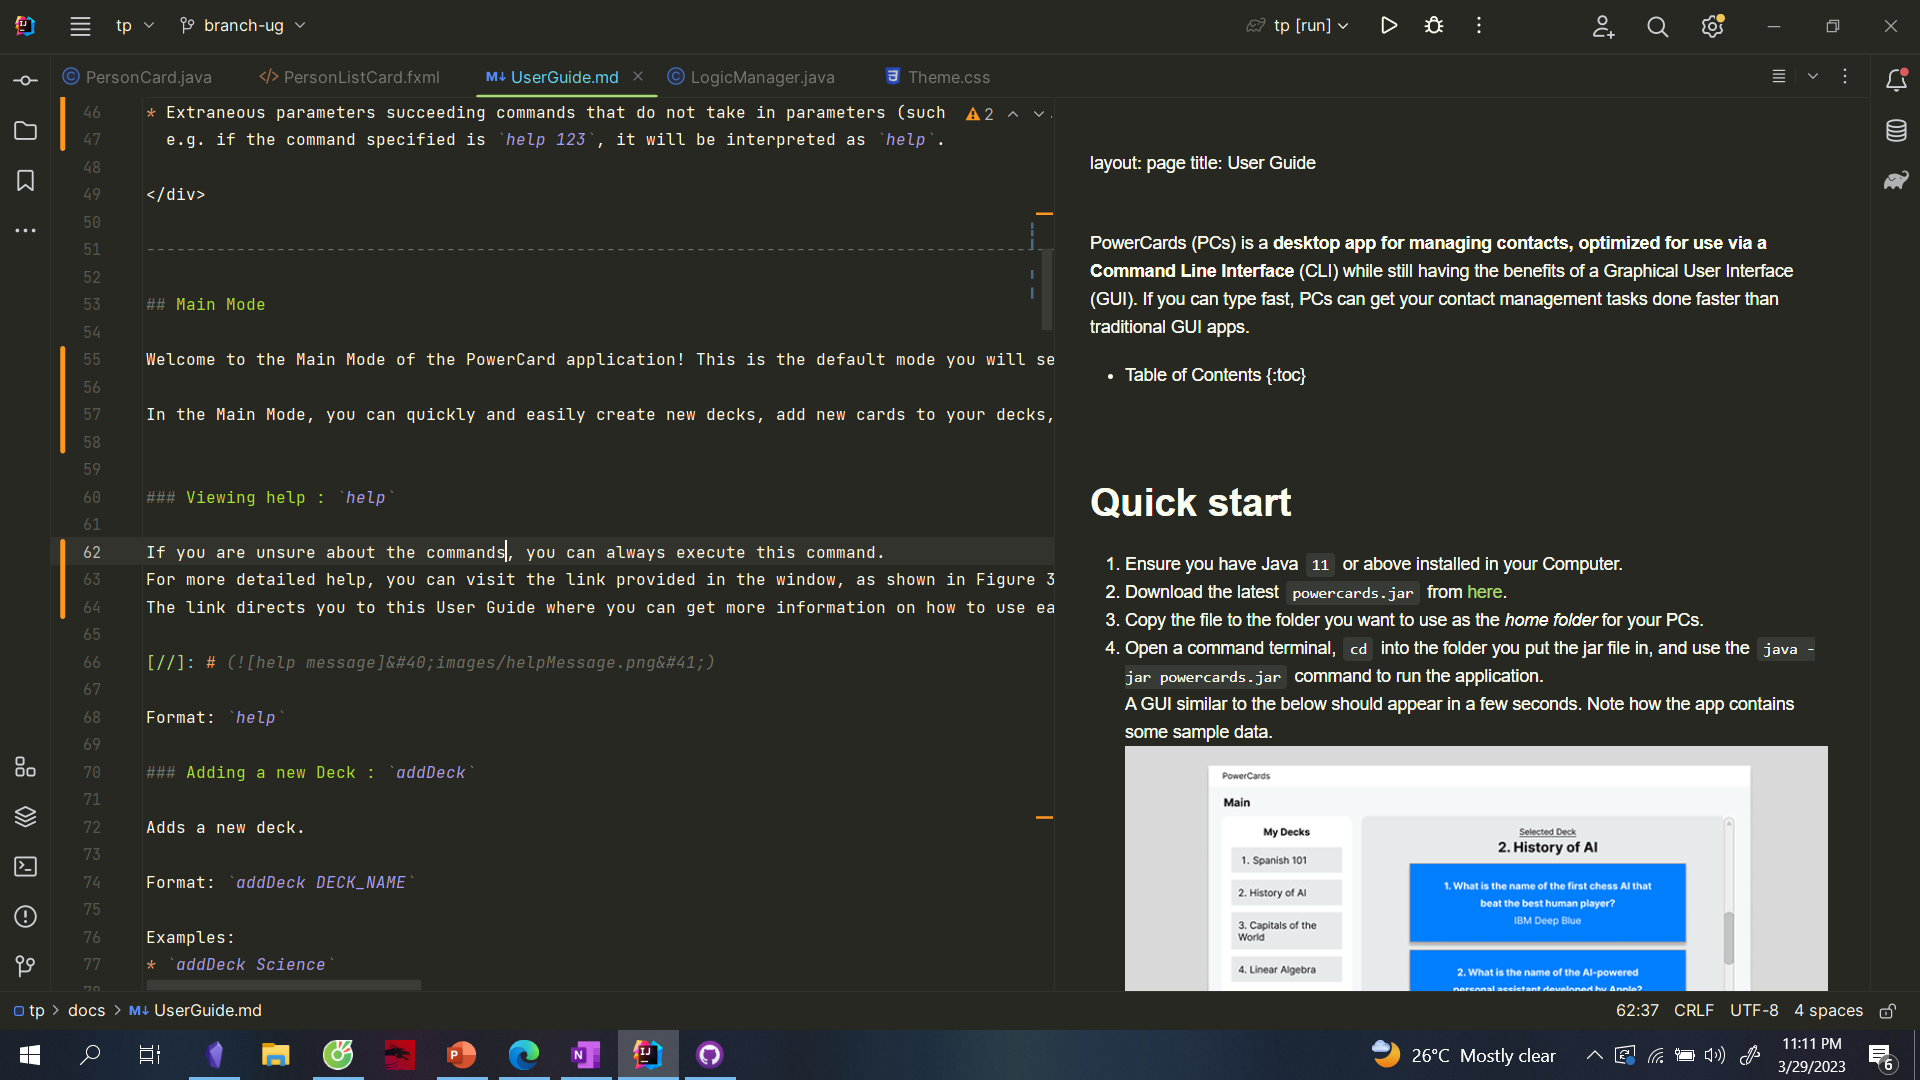 tp
branch-ug
tp [run]
PersonCard.java
PersonListCard.fxml
M↓ UserGuide.md
LogicManager.java
Theme.css
46 * Extraneous parameters succeeding commands that do not take in parameters (such
2
47 e.g. if the command specified is `help 123`, it will be interpreted as `help`.
48
49 </div>
50
51 --------------------------------------------------------------------------------------------
52
53 ## Main Mode
54
55 Welcome to the Main Mode of the PowerCard application! This is the default mode you will se
56
57 In the Main Mode, you can quickly and easily create new decks, add new cards to your decks,
58
59
60 ### Viewing help : `help`
61
62 If you are unsure about the commands, you can always execute this command.
63 For more detailed help, you can visit the link provided in the window, as shown in Figure 3
64 The link directs you to this User Guide where you can get more information on how to use ea
65
66 [//]: # (![help message]&#40;images/helpMessage.png&#41;)
67
68 Format: `help`
69
70 ### Adding a new Deck : `addDeck`
71
72 Adds a new deck.
73
74 Format: `addDeck DECK_NAME`
75
76 Examples:
77 * `addDeck Science`
layout: page title: User Guide
PowerCards (PCs) is a desktop app for managing contacts, optimized for use via a
Command Line Interface (CLI) while still having the benefits of a Graphical User Interface
(GUI). If you can type fast, PCs can get your contact management tasks done faster than
traditional GUI apps.
• Table of Contents {:toc}
Quick start
1. Ensure you have Java 11 or above installed in your Computer.
2. Download the latest powercards.jar from here.
3. Copy the file to the folder you want to use as the home folder for your PCs.
4. Open a command terminal, cd into the folder you put the jar file in, and use the java -
jar powercards.jar command to run the application.
A GUI similar to the below should appear in a few seconds. Note how the app contains
some sample data.
PowerCards
Main
My Decks
1. Spanish 101
2. History of AI
3. Capitals of the
World
4. Linear Algebra
Selected Deck
2. History of AI
1. What is the name of the first chess AI that
beat the best human player?
IBM Deep Blue
2. What is the name of the AI-powered
personal assistant developed by Apple?
tp > docs > M↓ UserGuide.md
62:37 CRLF UTF-8 4 spaces
26°C Mostly clear
11:11 PM
3/29/2023
6